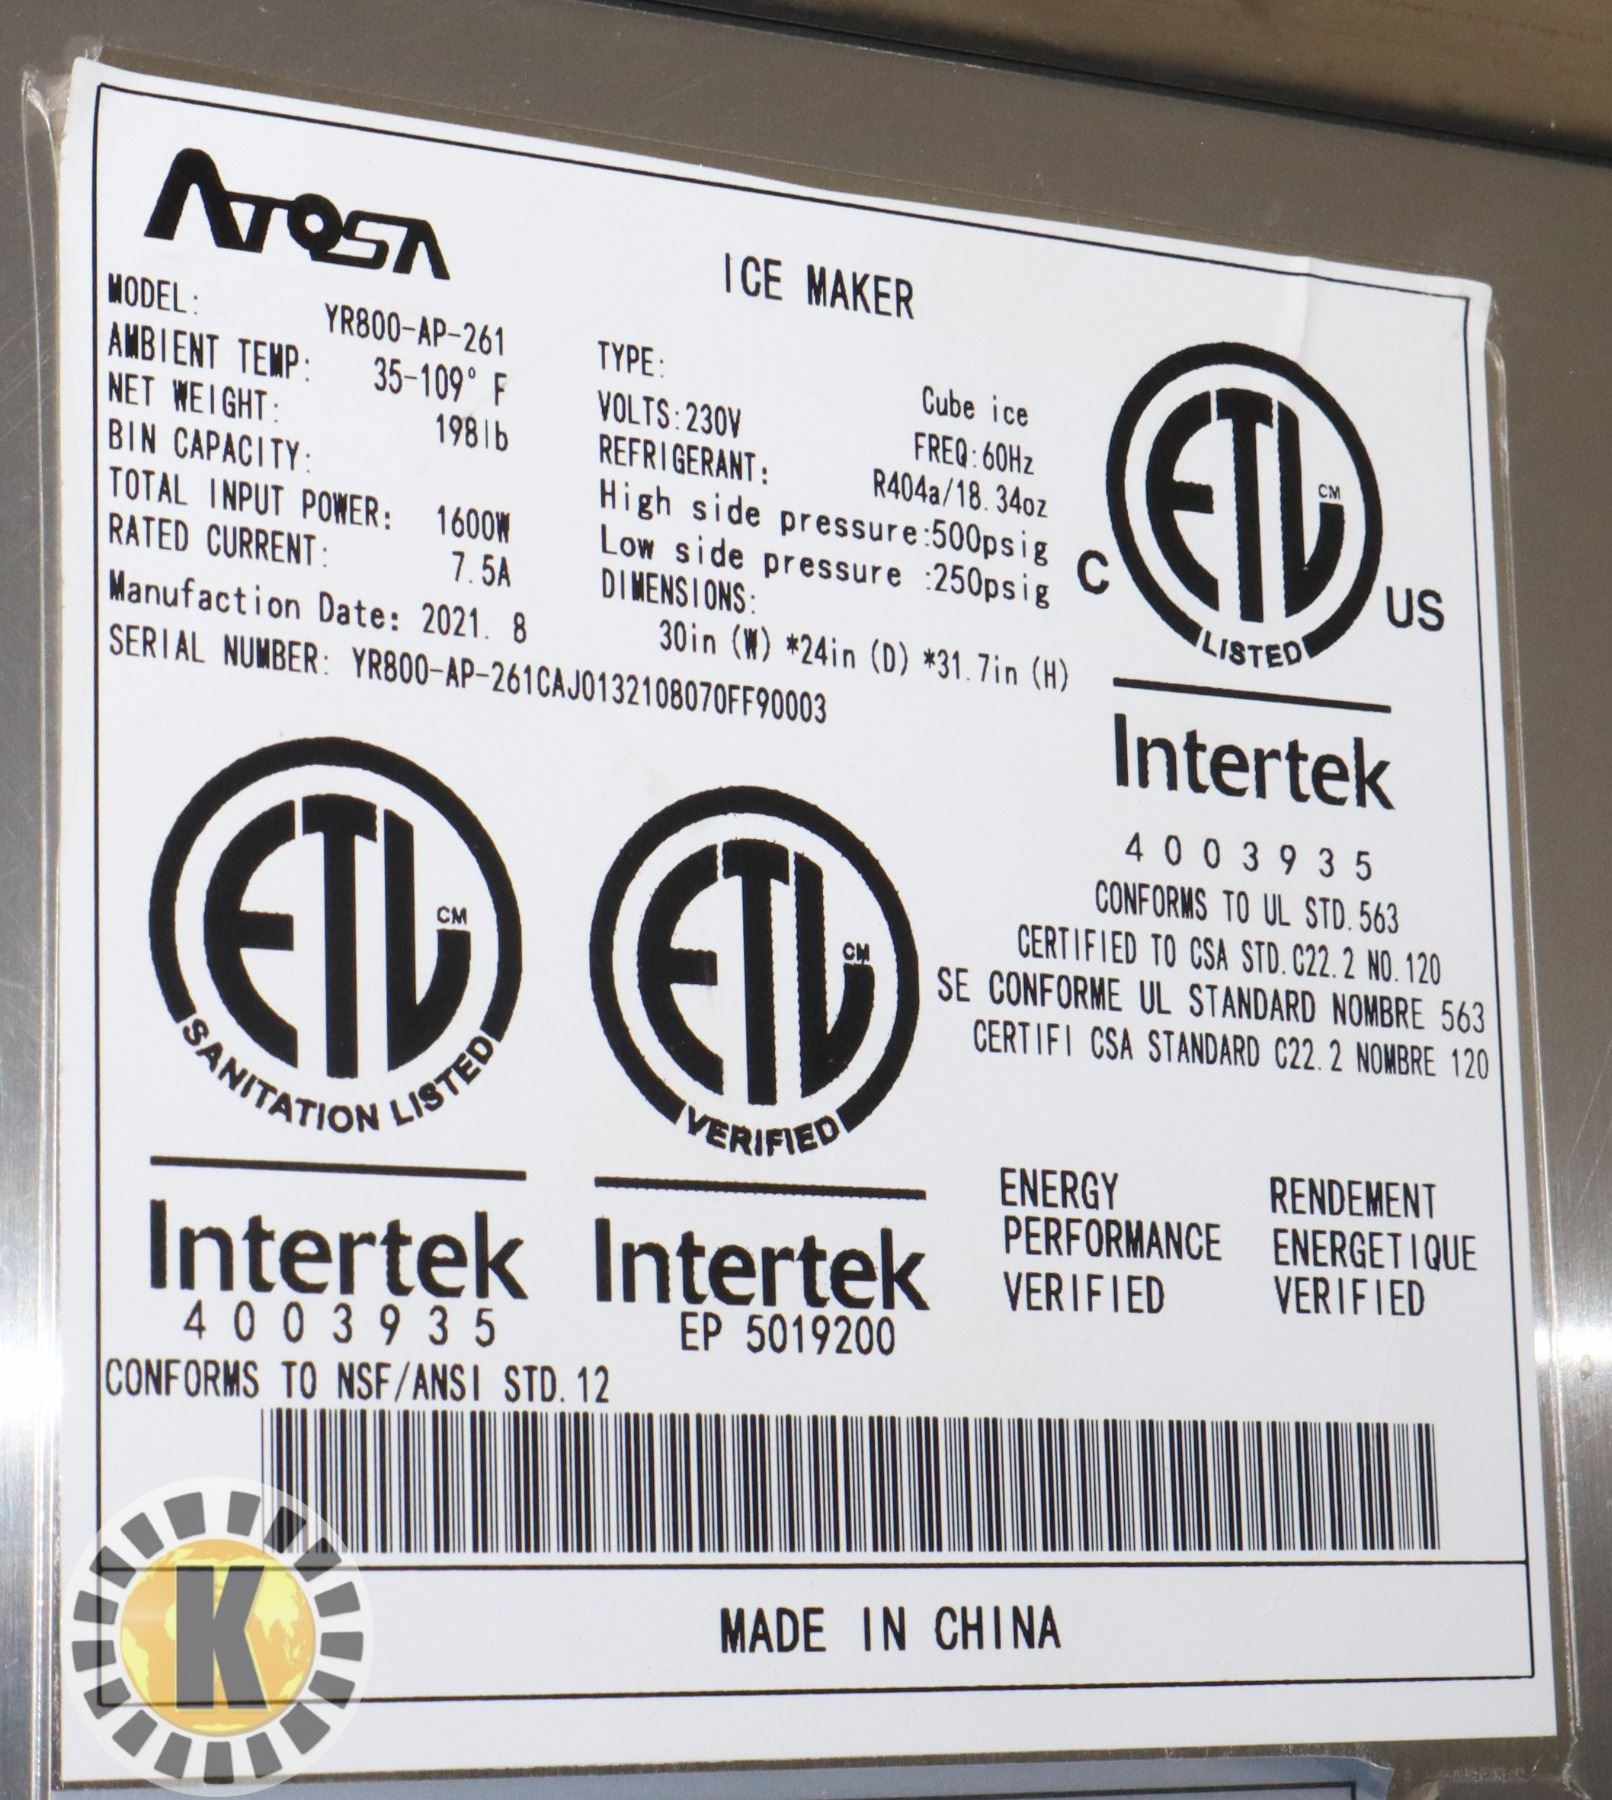 ATOSA
ICE MAKER
MODEL: YR800-AP-261
AMBIENT TEMP: 35-109° F
NET WEIGHT: 198lb
BIN CAPACITY:
TOTAL INPUT POWER: 1600W
RATED CURRENT: 7.5A
Manufaction Date: 2021. 8
SERIAL NUMBER: YR800-AP-261CAJ0132108070FF90003
TYPE: Cube ice
VOLTS:230V FREQ:60Hz
REFRIGERANT: R404a/18.34oz
High side pressure:500psig
Low side pressure :250psig
DIMENSIONS:
30in (W) *24in (D) *31.7in (H)
C ETL CM US
LISTED
Intertek
4003935
CONFORMS TO UL STD.563
CERTIFIED TO CSA STD.C22.2 NO.120
SE CONFORME UL STANDARD NOMBRE 563
CERTIFI CSA STANDARD C22.2 NOMBRE 120
ETL CM
SANITATION LISTED
Intertek
4003935
CONFORMS TO NSF/ANSI STD.12
ETL CM
VERIFIED
Intertek
EP 5019200
ENERGY
PERFORMANCE
VERIFIED
RENDEMENT
ENERGETIQUE
VERIFIED
MADE IN CHINA
K